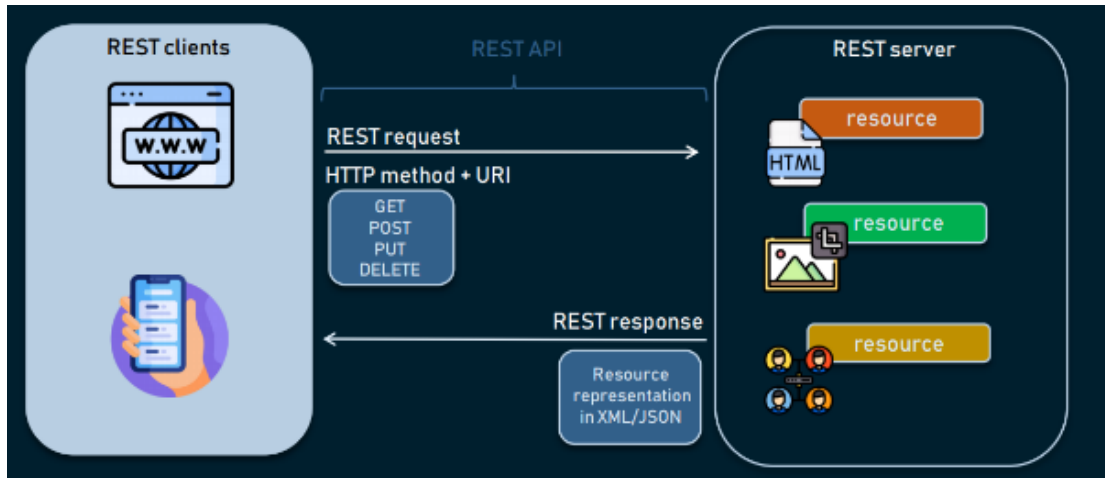 REST clients
W.W.W
REST API
REST request
HTTP method + URI
GET
POST
PUT
DELETE
REST response
Resource
representation
in XML/JSON
REST server
resource
HTML
resource
resource